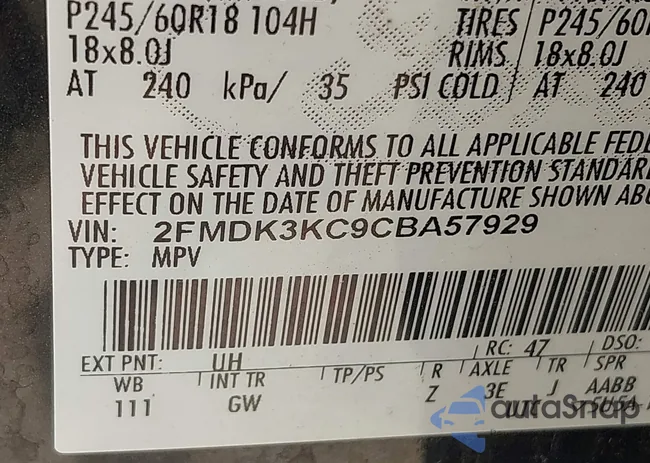 P245/60R18 104H TIRES P245/60
18x8.0J RIMS 18x8.0J
AT 240 kPa/ 35 PSI COLD AT 240
THIS VEHICLE CONFORMS TO ALL APPLICABLE FEDE
VEHICLE SAFETY AND THEFT PREVENTION STANDAR
EFFECT ON THE DATE OF MANUFACTURE SHOWN ABO
VIN: 2FMDK3KC9CBA57929
TYPE: MPV
EXT PNT: UH RC: 47 DSO:
WB INT TR TP/PS R AXLE TR SPR
111 GW Z 3E J AABB
autoSnap